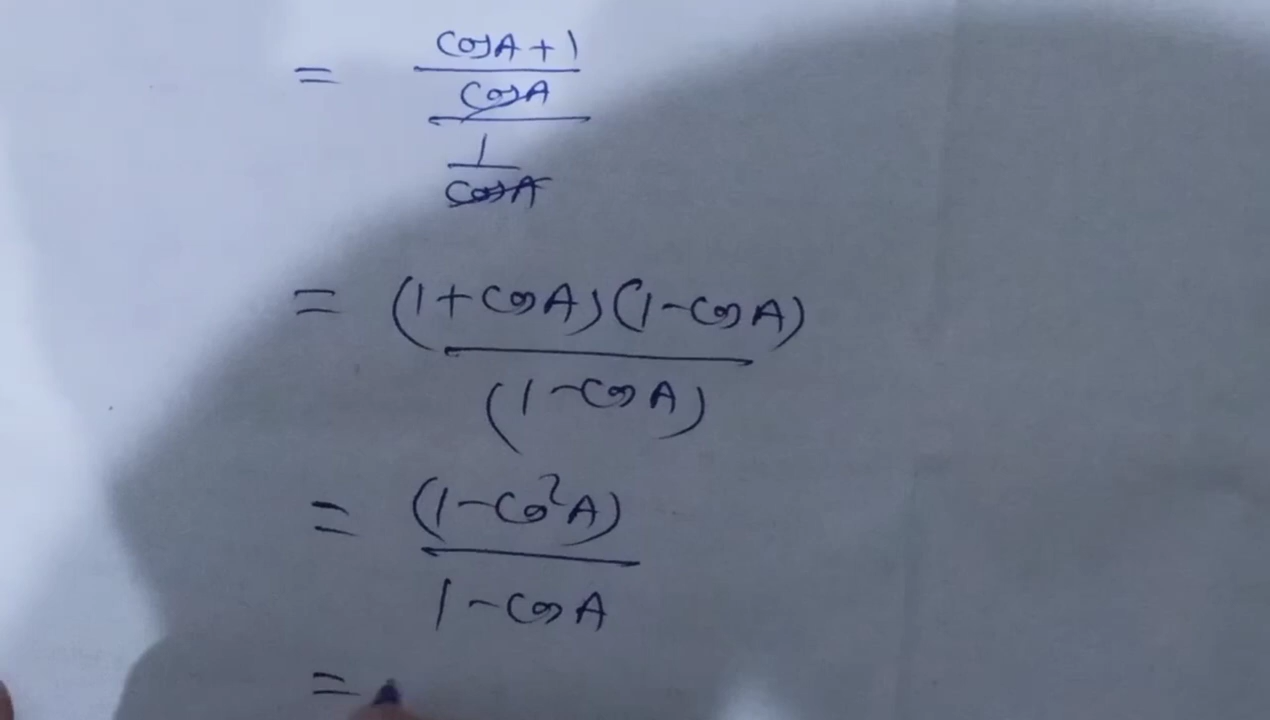 cosA + 1
=
cosA
1
cosA
= (1 + cosA) (1 - cosA)
(1 - cosA)
= (1 - cos²A)
1 - cosA
=